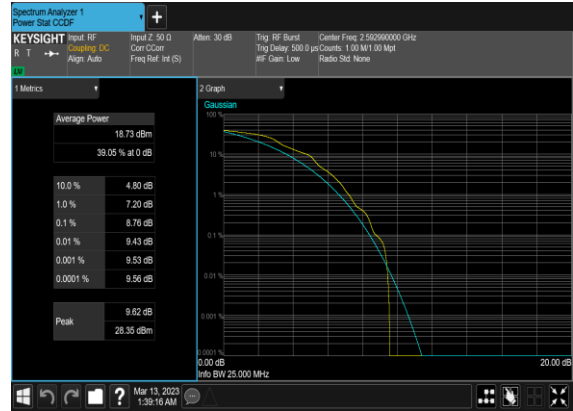 Spectrum Analyzer 1
Power Stat CCDF
KEYSIGHT
R T
LXI
Input: RF
Coupling: DC
Align: Auto
Input Z: 50 Ω
Corr CCorr
Freq Ref: Int (S)
Atten: 30 dB
Trig: RF Burst
Trig Delay: 500.0 µs
#IF Gain: Low
Center Freq: 2.592990000 GHz
Counts: 1.00 M/1.00 Mpt
Radio Std: None
1 Metrics
Average Power
18.73 dBm
39.05 % at 0 dB
10.0 % 4.80 dB
1.0 % 7.20 dB
0.1 % 8.76 dB
0.01 % 9.43 dB
0.001 % 9.53 dB
0.0001 % 9.56 dB
Peak
9.62 dB
28.35 dBm
2 Graph
Gaussian
100 %
10 %
1 %
0.1 %
0.01 %
0.001 %
0.0001 %
0.00 dB 20.00 dB
Info BW 25.000 MHz
?
Mar 13, 2023
1:39:16 AM